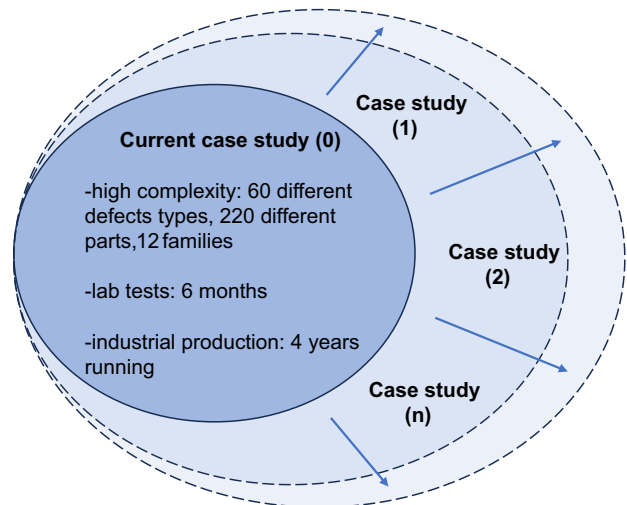 Current case study (0)
-high complexity: 60 different
defects types, 220 different
parts,12 families
-lab tests: 6 months
-industrial production: 4 years
running
Case study
(1)
Case study
(2)
Case study
(n)